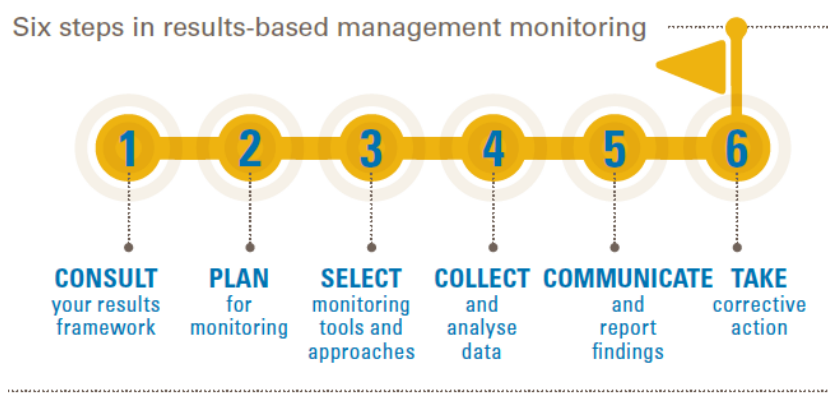 Six steps in results-based management monitoring
1
2
3
4
5
6
CONSULT
your results
framework
PLAN
for
monitoring
SELECT
monitoring
tools and
approaches
COLLECT
and
analyse
data
COMMUNICATE
and
report
findings
TAKE
corrective
action